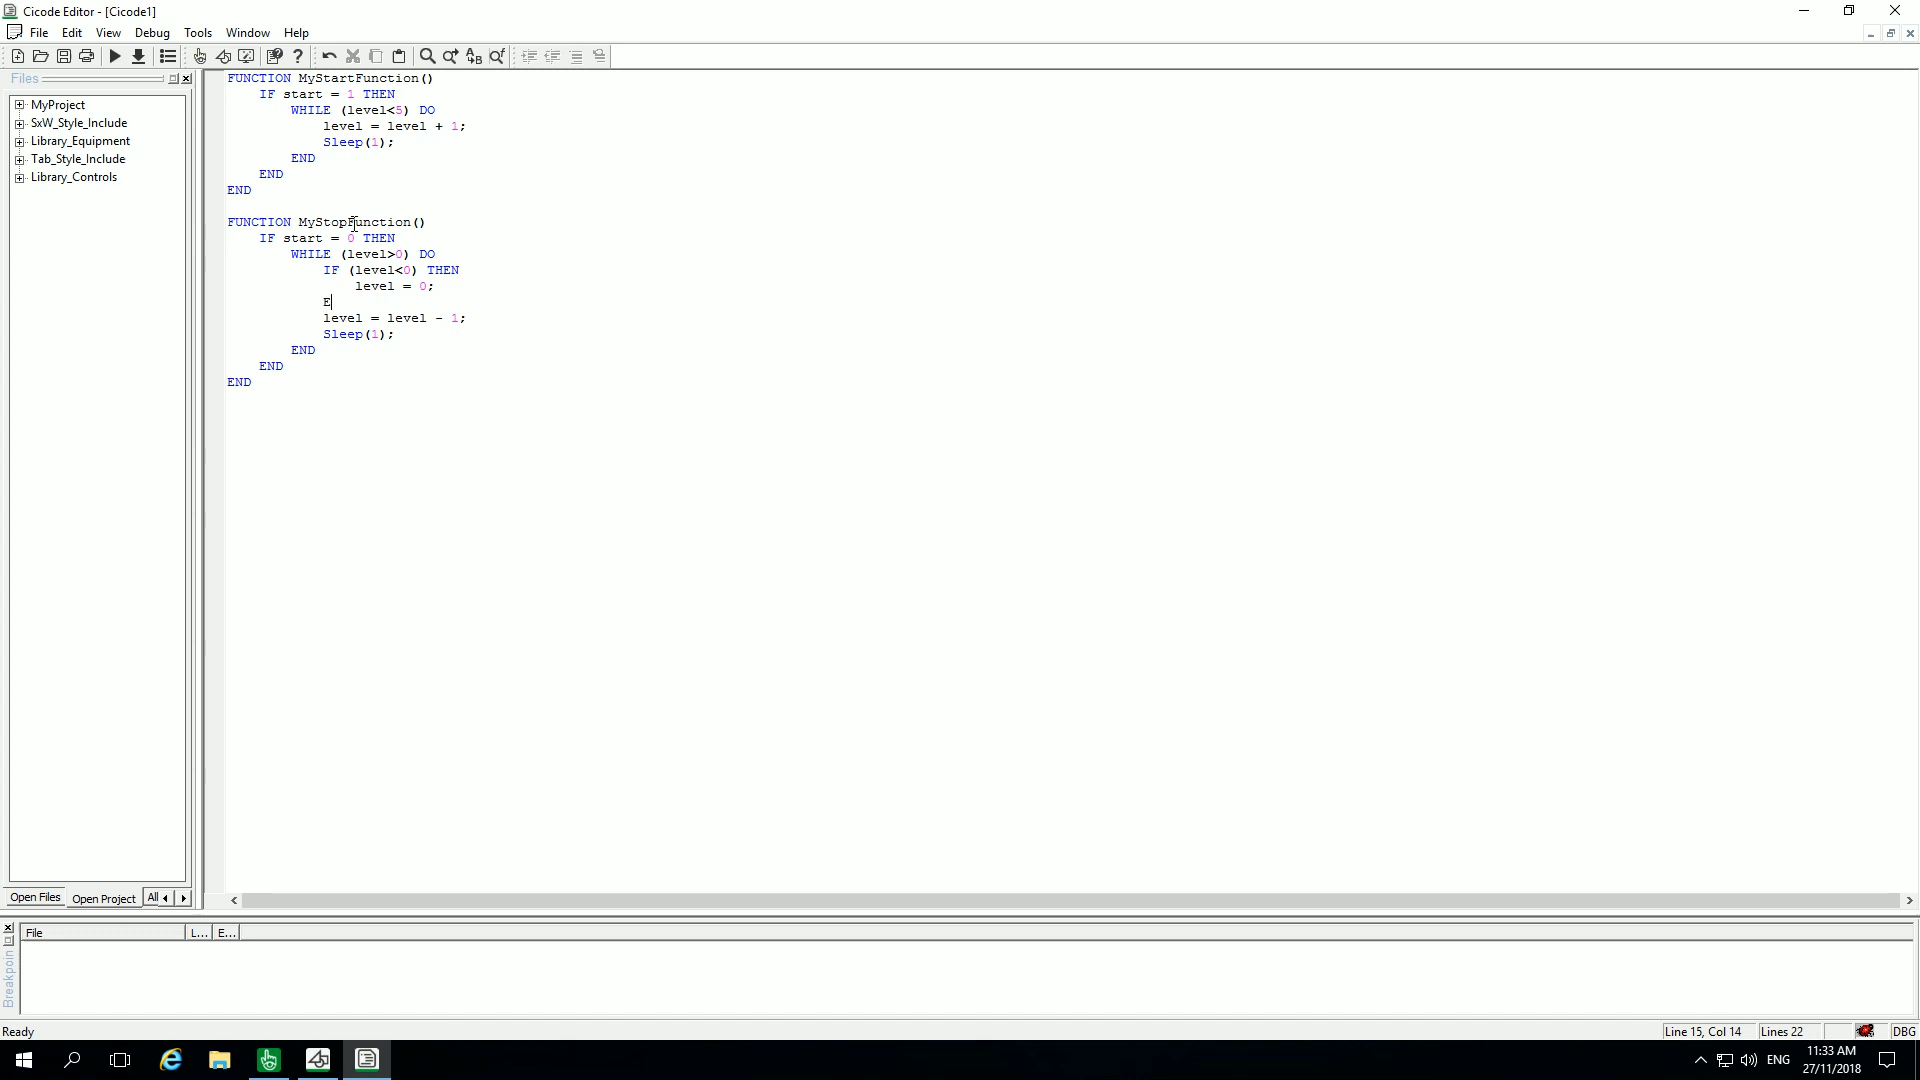 Cicode Editor - [Cicode1]
File Edit View Debug Tools Window Help
Files
MyProject
SxW_Style_Include
Library_Equipment
Tab_Style_Include
Library_Controls
FUNCTION MyStartFunction()
IF start = 1 THEN
WHILE (level<5) DO
level = level + 1;
Sleep(1);
END
END
END
FUNCTION MyStopFunction()
IF start = 0 THEN
WHILE (level>0) DO
IF (level<0) THEN
level = 0;
E
level = level - 1;
Sleep(1);
END
END
END
Open Files Open Project All
File L... E...
Breakpoin
Ready Line 15, Col 14 Lines 22 DBG
ENG 11:33 AM
27/11/2018